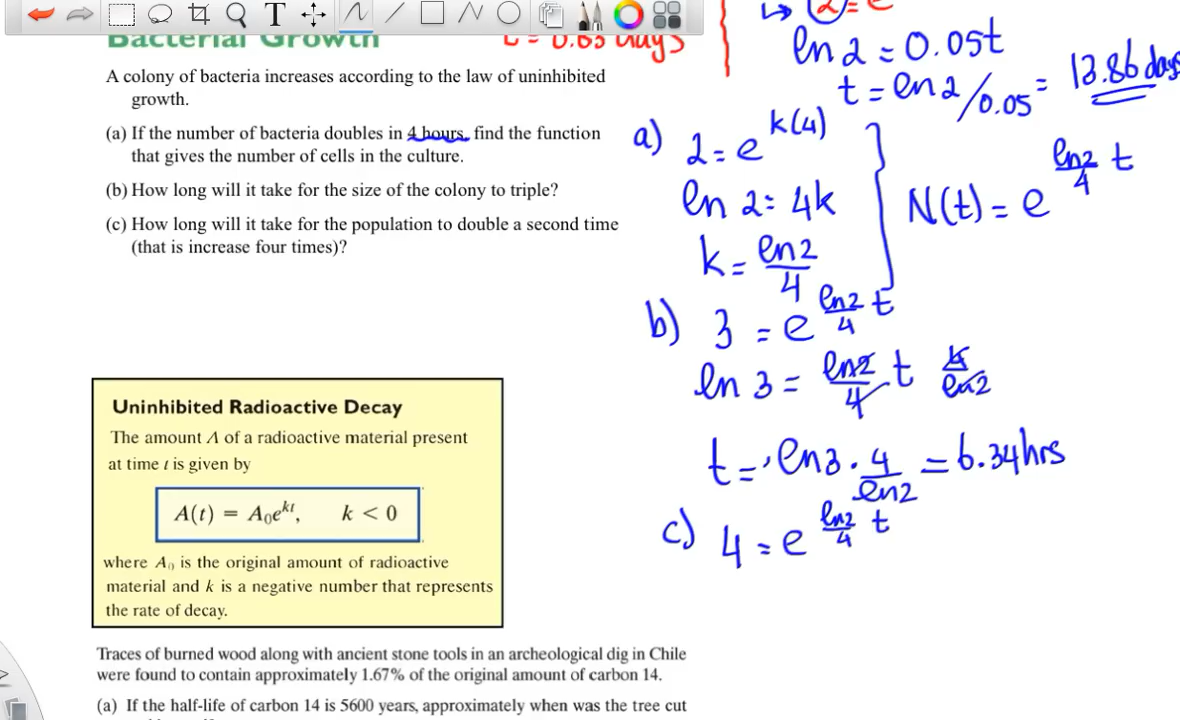 Bacterial Growth
A colony of bacteria increases according to the law of uninhibited
growth.
(a) If the number of bacteria doubles in 4 hours, find the function
that gives the number of cells in the culture.
(b) How long will it take for the size of the colony to triple?
(c) How long will it take for the population to double a second time
(that is increase four times)?
Uninhibited Radioactive Decay
The amount A of a radioactive material present
at time t is given by
A(t) = A₀e^{kt}, k < 0
where A₀ is the original amount of radioactive
material and k is a negative number that represents
the rate of decay.
Traces of burned wood along with ancient stone tools in an archeological dig in Chile
were found to contain approximately 1.67% of the original amount of carbon 14.
(a) If the half-life of carbon 14 is 5600 years, approximately when was the tree cut
ln 2 = 0.05t
t = ln 2/0.05 = 13.86 days
a) 2 = e^{k(4)}
ln 2 = 4k
k = ln2/4
N(t) = e^{ln2/4 t}
b) 3 = e^{ln2/4 t}
ln 3 = ln2/4 t 4/ln2
t = ln3 · 4/ln2 = 6.34hrs
c) 4 = e^{ln2/4 t}